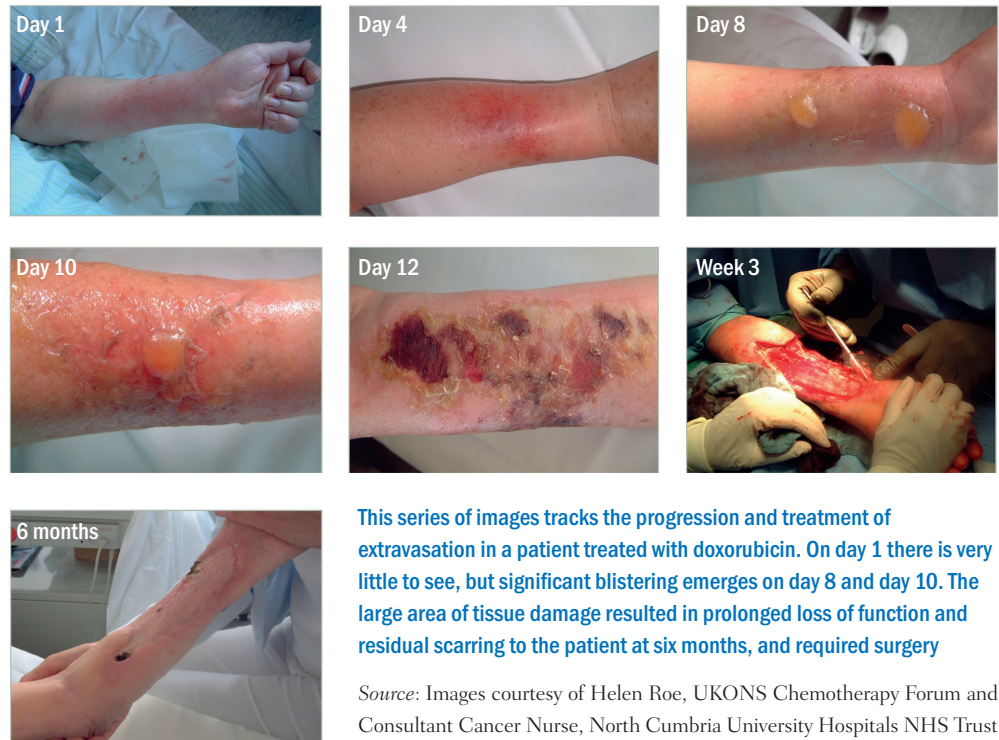 Day 1
Day 4
Day 8
Day 10
Day 12
Week 3
6 months
This series of images tracks the progression and treatment of
extravasation in a patient treated with doxorubicin. On day 1 there is very
little to see, but significant blistering emerges on day 8 and day 10. The
large area of tissue damage resulted in prolonged loss of function and
residual scarring to the patient at six months, and required surgery
Source: Images courtesy of Helen Roe, UKONS Chemotherapy Forum and
Consultant Cancer Nurse, North Cumbria University Hospitals NHS Trust